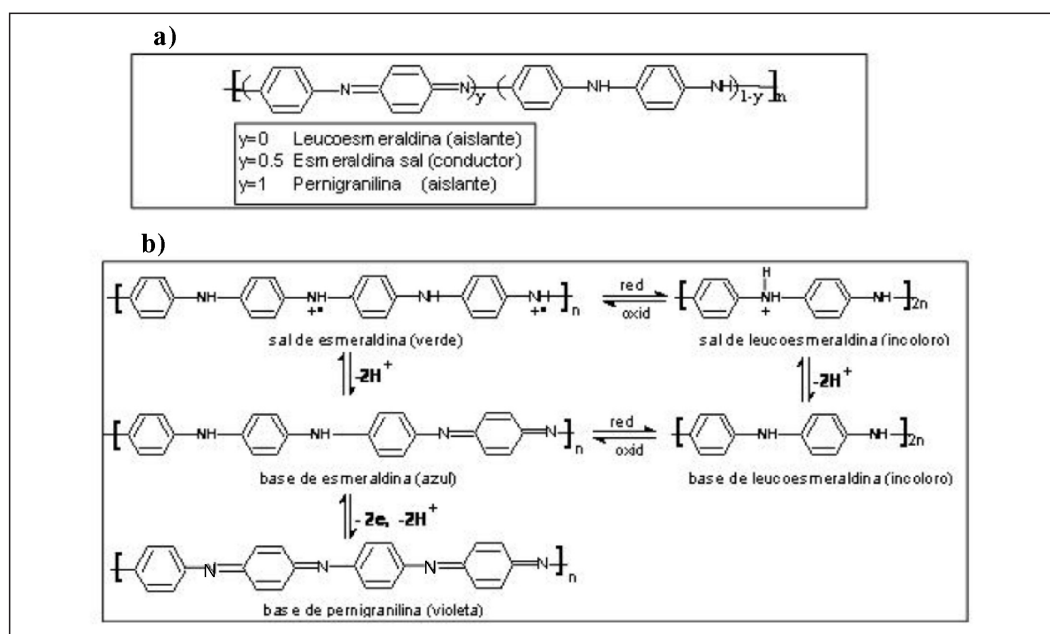 a)
N N y NH NH 1-y n
y=0 Leucoesmeraldina (aislante)
y=0.5 Esmeraldina sal (conductor)
y=1 Pernigranilina (aislante)
b)
H
NH NH NH NH n red N NH 2n
+• +• oxid +
sal de esmeraldina (verde) sal de leucoesmeraldina (incoloro)
-2H+ -2H+
NH NH N N n red NH NH 2n
oxid
base de esmeraldina (azul) base de leucoesmeraldina (incoloro)
- 2e, -2H+
N N N N n
base de pernigranilina (violeta)